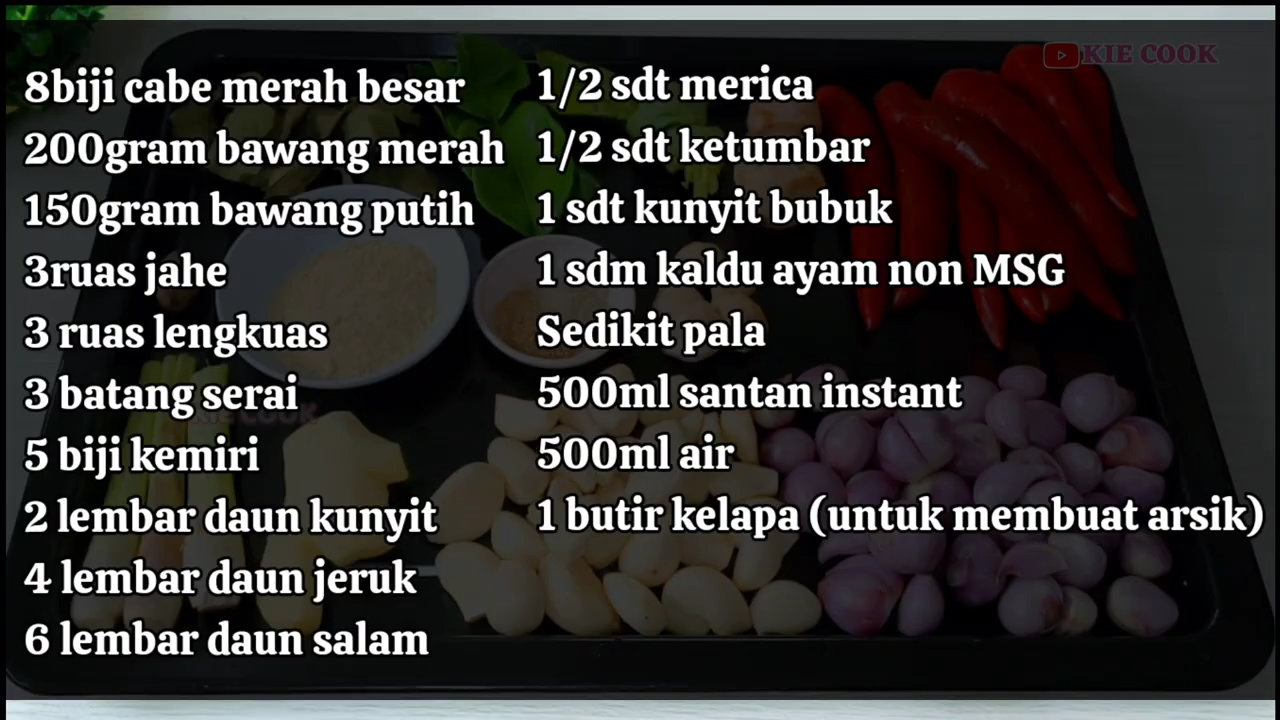 KIE COOK
8biji cabe merah besar
200gram bawang merah
150gram bawang putih
3ruas jahe
3 ruas lengkuas
3 batang serai
5 biji kemiri
2 lembar daun kunyit
4 lembar daun jeruk
6 lembar daun salam
1/2 sdt merica
1/2 sdt ketumbar
1 sdt kunyit bubuk
1 sdm kaldu ayam non MSG
Sedikit pala
500ml santan instant
500ml air
1 butir kelapa (untuk membuat arsik)